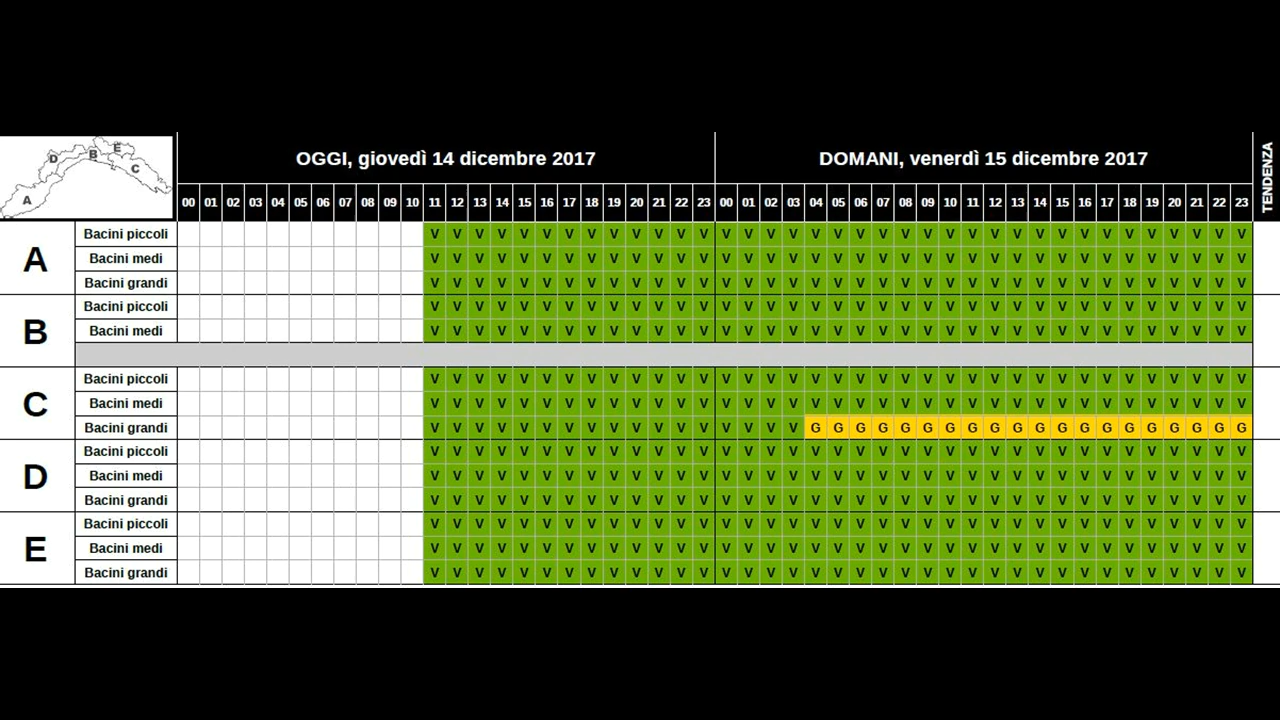 D B E C A
OGGI, giovedì 14 dicembre 2017 DOMANI, venerdì 15 dicembre 2017 TENDENZA
00 01 02 03 04 05 06 07 08 09 10 11 12 13 14 15 16 17 18 19 20 21 22 23 00 01 02 03 04 05 06 07 08 09 10 11 12 13 14 15 16 17 18 19 20 21 22 23
A
Bacini piccoli V V V V V V V V V V V V V V V V V V V V V V V V V V V V V V V V V V V V V
Bacini medi V V V V V V V V V V V V V V V V V V V V V V V V V V V V V V V V V V V V V
Bacini grandi V V V V V V V V V V V V V V V V V V V V V V V V V V V V V V V V V V V V V
B
Bacini piccoli V V V V V V V V V V V V V V V V V V V V V V V V V V V V V V V V V V V V V
Bacini medi V V V V V V V V V V V V V V V V V V V V V V V V V V V V V V V V V V V V V
C
Bacini piccoli V V V V V V V V V V V V V V V V V V V V V V V V V V V V V V V V V V V V V
Bacini medi V V V V V V V V V V V V V V V V V V V V V V V V V V V V V V V V V V V V V
Bacini grandi V V V V V V V V V V V V V V V V V G G G G G G G G G G G G G G G G G G G G
D
Bacini piccoli V V V V V V V V V V V V V V V V V V V V V V V V V V V V V V V V V V V V V
Bacini medi V V V V V V V V V V V V V V V V V V V V V V V V V V V V V V V V V V V V V
Bacini grandi V V V V V V V V V V V V V V V V V V V V V V V V V V V V V V V V V V V V V
E
Bacini piccoli V V V V V V V V V V V V V V V V V V V V V V V V V V V V V V V V V V V V V
Bacini medi V V V V V V V V V V V V V V V V V V V V V V V V V V V V V V V V V V V V V
Bacini grandi V V V V V V V V V V V V V V V V V V V V V V V V V V V V V V V V V V V V V